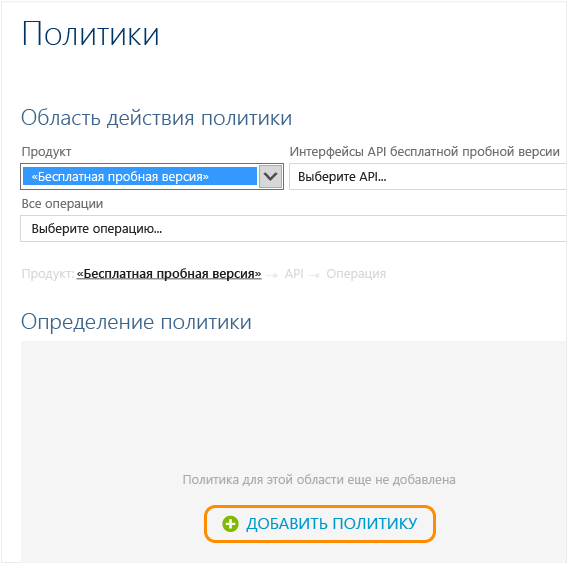 Политики
Область действия политики
Продукт
Интерфейсы API бесплатной пробной версии
«Бесплатная пробная версия»
Выберите API...
Все операции
Выберите операцию...
Продукт: «Бесплатная пробная версия» → API → Операция
Определение политики
Политика для этой области еще не добавлена
ДОБАВИТЬ ПОЛИТИКУ